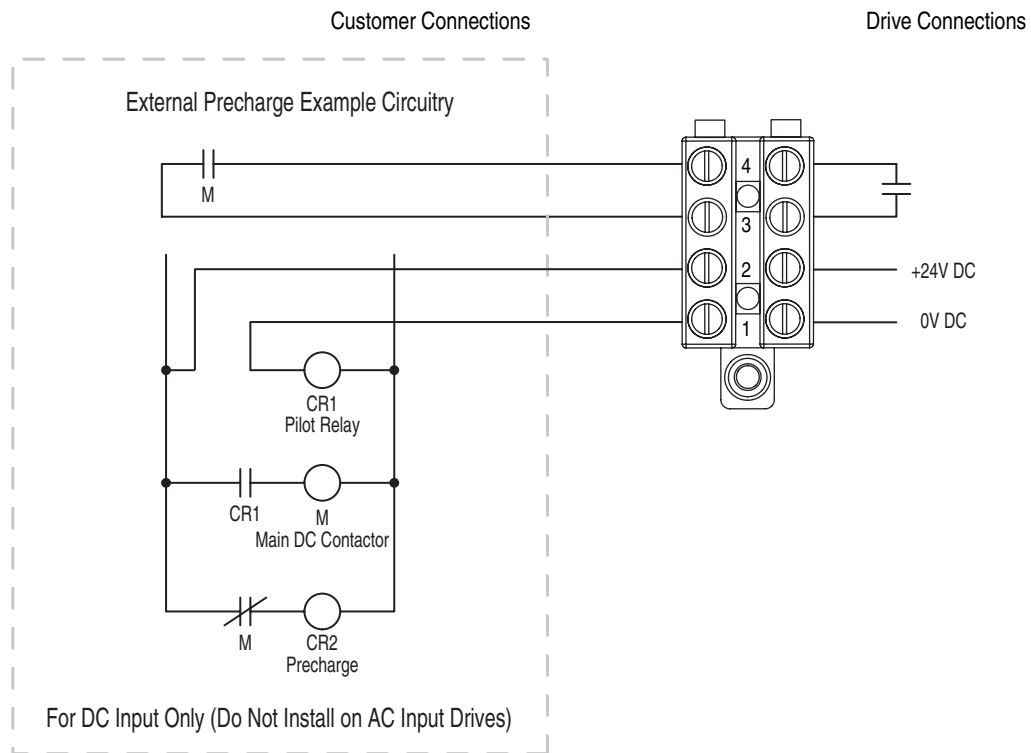 Customer Connections
Drive Connections
External Precharge Example Circuitry
M
4
3
2
+24V DC
1
0V DC
CR1
Pilot Relay
CR1
M
Main DC Contactor
M
CR2
Precharge
For DC Input Only (Do Not Install on AC Input Drives)